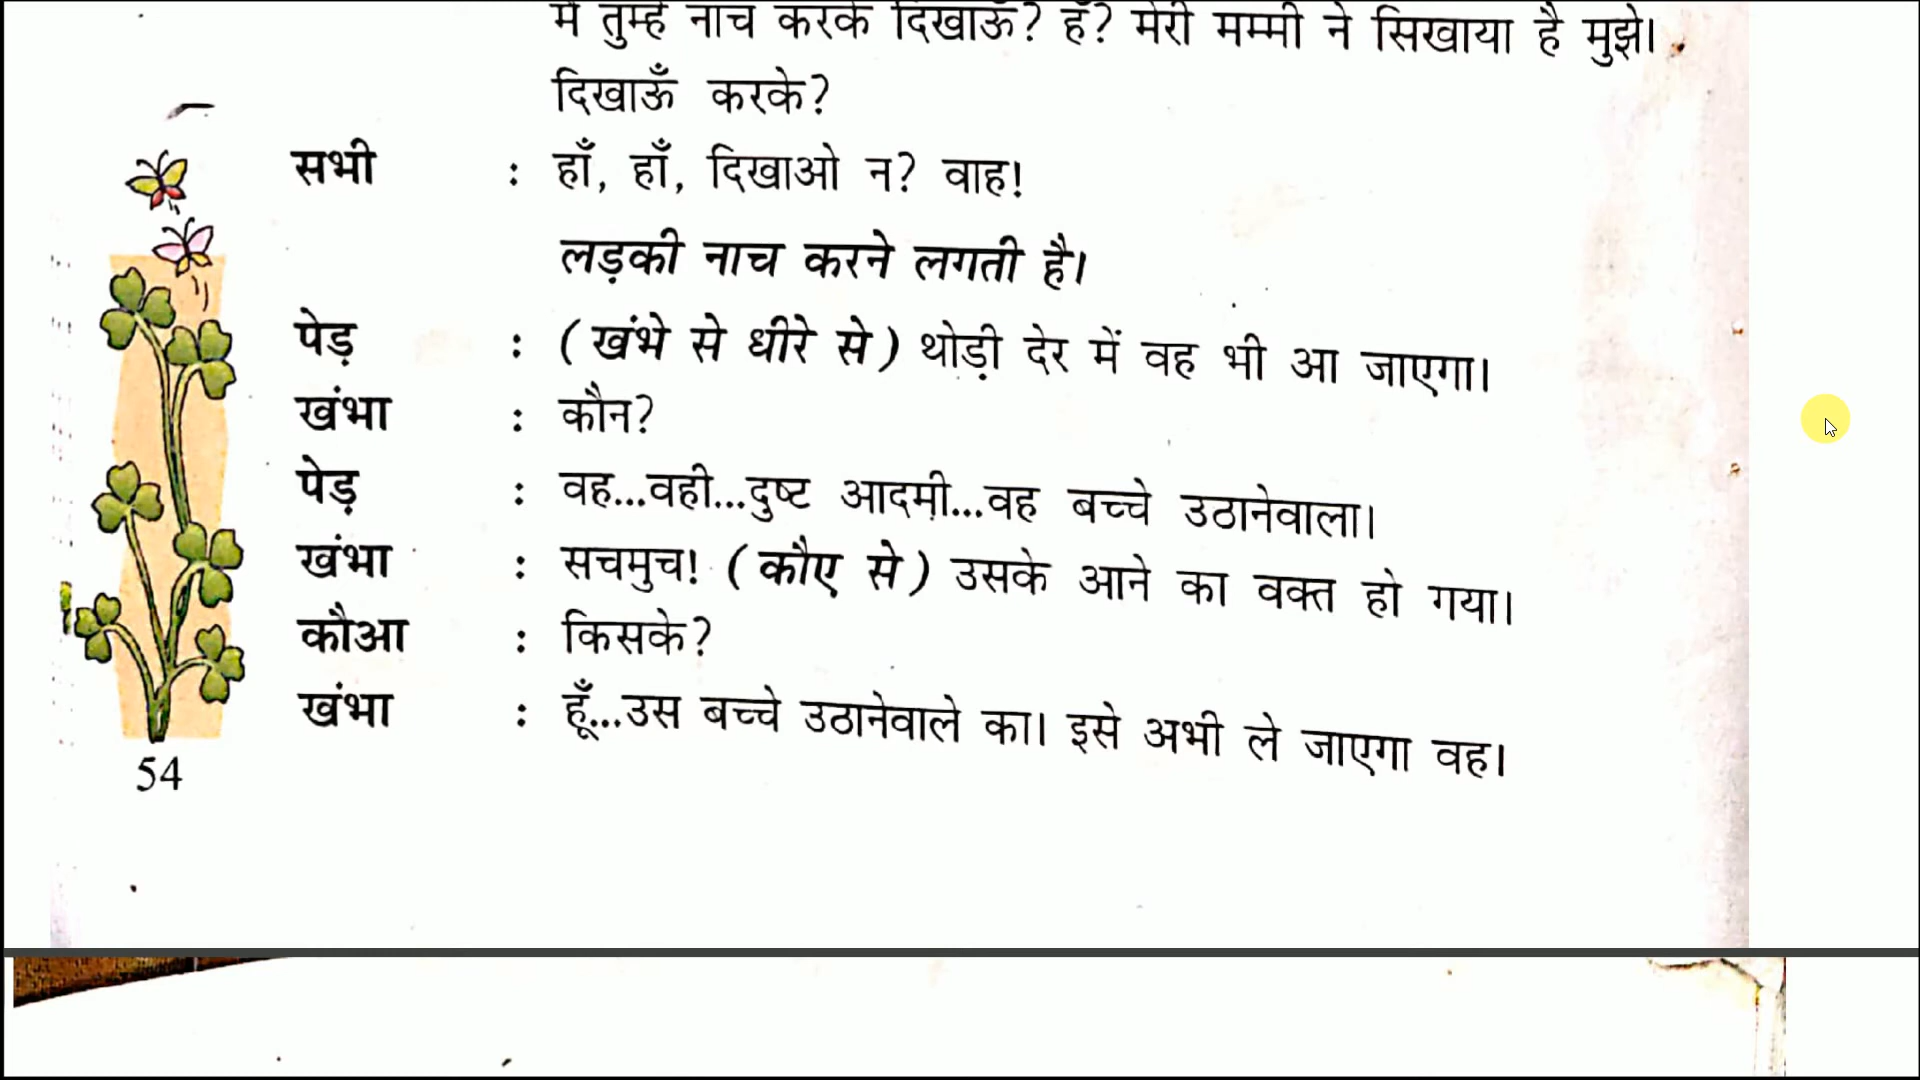 मैं तुम्हें नाच करके दिखाऊँ? हँ? मेरी मम्मी ने सिखाया है मुझे।
दिखाऊँ करके?
सभी : हाँ, हाँ, दिखाओ न? वाह!
लड़की नाच करने लगती है।
पेड़ : (खंभे से धीरे से) थोड़ी देर में वह भी आ जाएगा।
खंभा : कौन?
पेड़ : वह...वही...दुष्ट आदमी...वह बच्चे उठानेवाला।
खंभा : सचमुच! (कौए से) उसके आने का वक्त हो गया।
कौआ : किसके?
खंभा : हूँ...उस बच्चे उठानेवाले का। इसे अभी ले जाएगा वह।
54